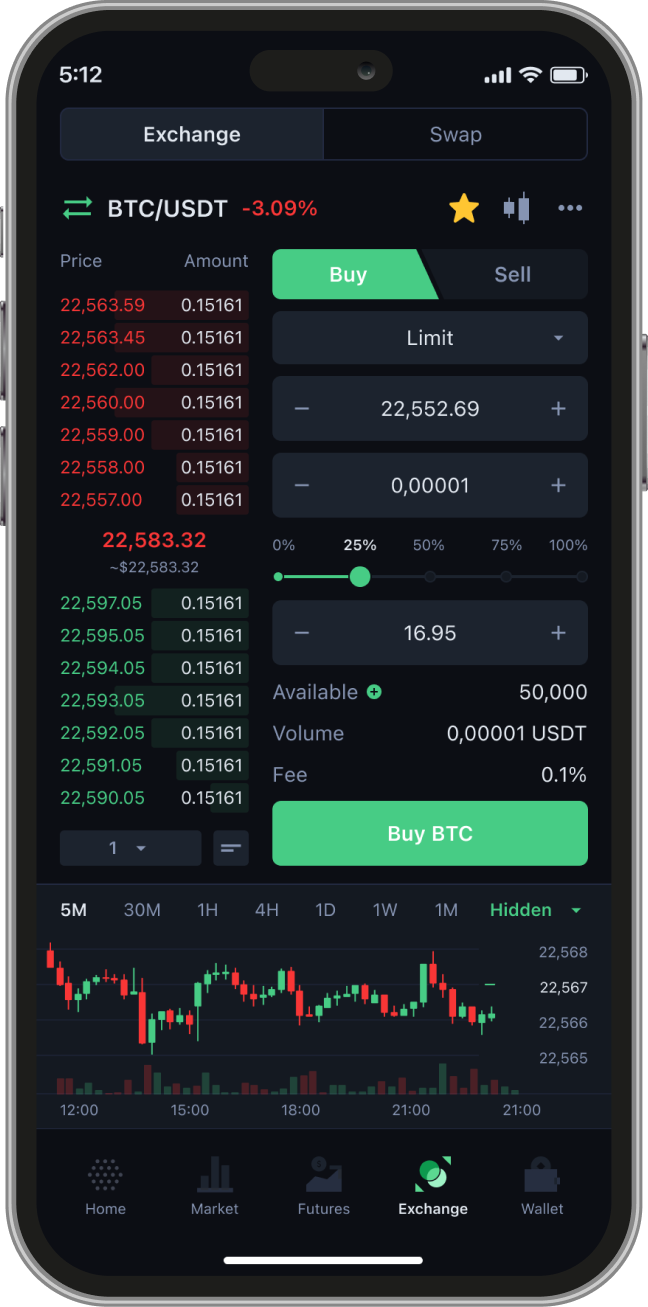 5:12
Exchange Swap
BTC/USDT -3.09%
Price Amount
22,563.59 0.15161
22,563.45 0.15161
22,562.00 0.15161
22,560.00 0.15161
22,559.00 0.15161
22,558.00 0.15161
22,557.00 0.15161
22,583.32
~$22,583.32
22,597.05 0.15161
22,595.05 0.15161
22,594.05 0.15161
22,593.05 0.15161
22,592.05 0.15161
22,591.05 0.15161
22,590.05 0.15161
1
Buy Sell
Limit
− 22,552.69 +
− 0,00001 +
0% 25% 50% 75% 100%
− 16.95 +
Available 50,000
Volume 0,00001 USDT
Fee 0.1%
Buy BTC
5M 30M 1H 4H 1D 1W 1M Hidden
22,568
22,567
22,566
22,565
12:00 15:00 18:00 21:00 21:00
Home Market Futures Exchange Wallet